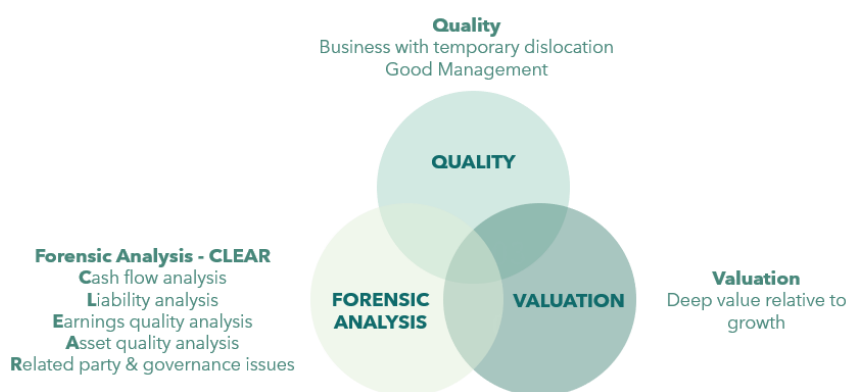 Quality
Business with temporary dislocation
Good Management
QUALITY
Forensic Analysis - CLEAR
Cash flow analysis
Liability analysis
Earnings quality analysis
Asset quality analysis
Related party & governance issues
FORENSIC
ANALYSIS
VALUATION
Valuation
Deep value relative to
growth